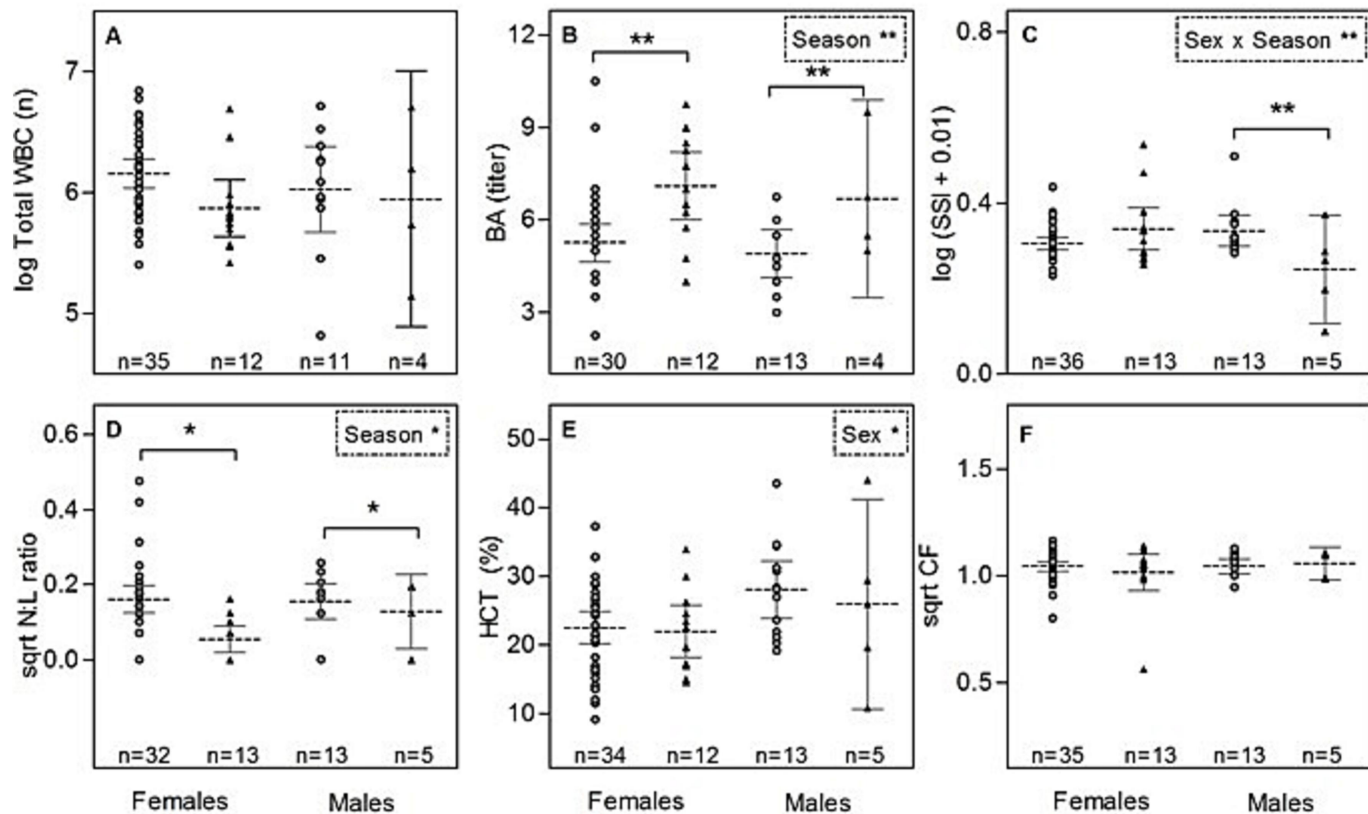 A
log Total WBC (n)
7
6
5
n=35 n=12 n=11 n=4
B
Season **
**
**
BA (titer)
12
9
6
3
n=30 n=12 n=13 n=4
C
Sex x Season **
**
log (SSI + 0.01)
0.8
0.4
0.0
n=36 n=13 n=13 n=5
D
Season *
*
*
sqrt N:L ratio
0.6
0.4
0.2
0.0
n=32 n=13 n=13 n=5
Females Males
E
Sex *
HCT (%)
50
40
30
20
10
n=34 n=12 n=13 n=5
Females Males
F
sqrt CF
1.5
1.0
0.5
n=35 n=13 n=13 n=5
Females Males